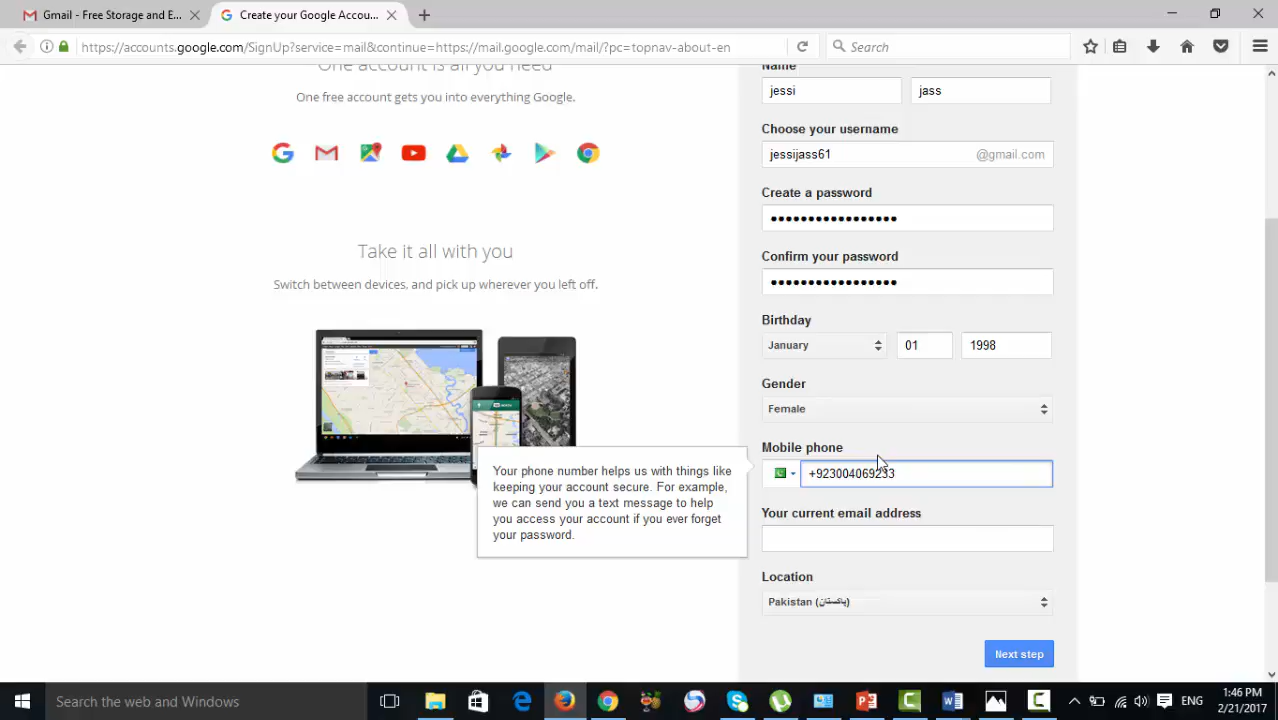 Gmail - Free Storage and E...
Create your Google Accou...
https://accounts.google.com/SignUp?service=mail&continue=https://mail.google.com/mail/?pc=topnav-about-en
Search
One account is all you need
One free account gets you into everything Google.
Take it all with you
Switch between devices, and pick up wherever you left off.
Name
jessi
jass
Choose your username
jessijass61
@gmail.com
Create a password
Confirm your password
Birthday
January
01
1998
Gender
Female
Mobile phone
+923004069233
Your phone number helps us with things like
keeping your account secure. For example,
we can send you a text message to help
you access your account if you ever forget
your password.
Your current email address
Location
Pakistan (پاکستان)
Next step
Search the web and Windows
ENG
1:46 PM
2/21/2017